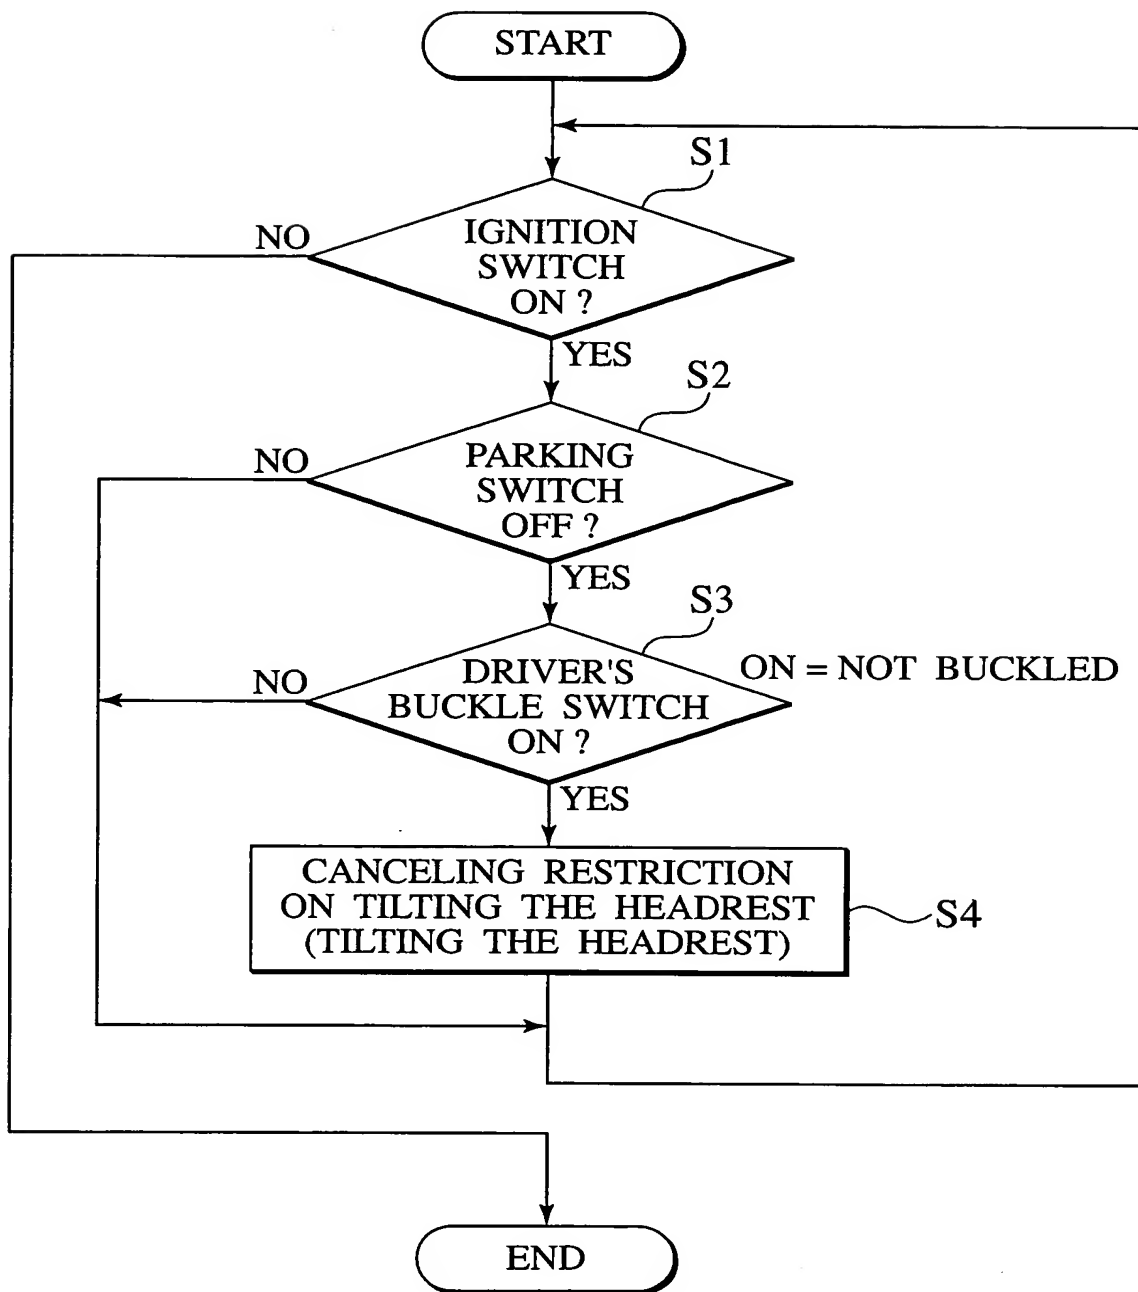 START
S1
NO
IGNITION
SWITCH
ON ?
YES
S2
NO
PARKING
SWITCH
OFF ?
YES
S3
NO
DRIVER'S
BUCKLE SWITCH
ON ?
ON = NOT BUCKLED
YES
CANCELING RESTRICTION
ON TILTING THE HEADREST
(TILTING THE HEADREST)
S4
END